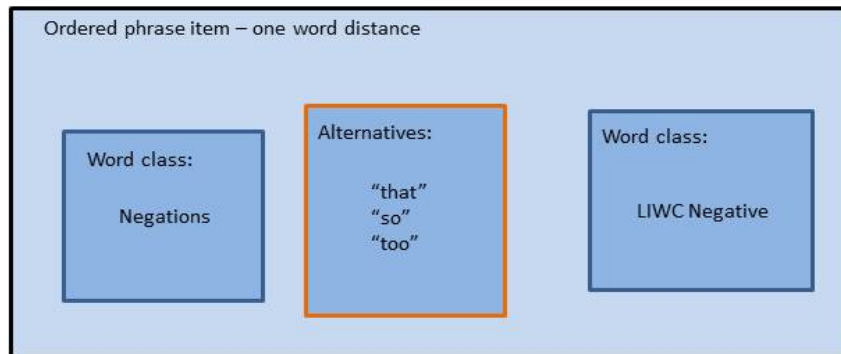 Ordered phrase item – one word distance
Word class:
Negations
Alternatives:
“that”
“so”
“too”
Word class:
LIWC Negative